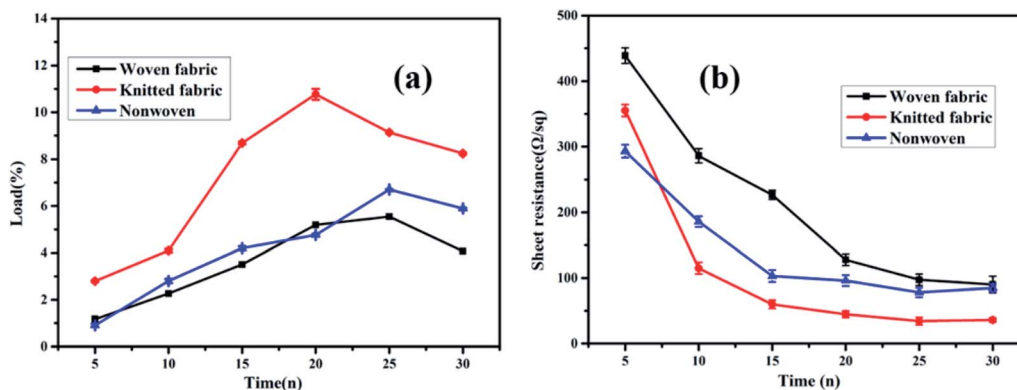 14
12
10
8
6
4
2
0
Load(%)
Woven fabric
Knitted fabric
Nonwoven
(a)
5 10 15 20 25 30
Time(n)
500
400
300
200
100
0
Sheet resistance(Ω/sq)
(b)
Woven fabric
Knitted fabric
Nonwoven
5 10 15 20 25 30
Time (n)